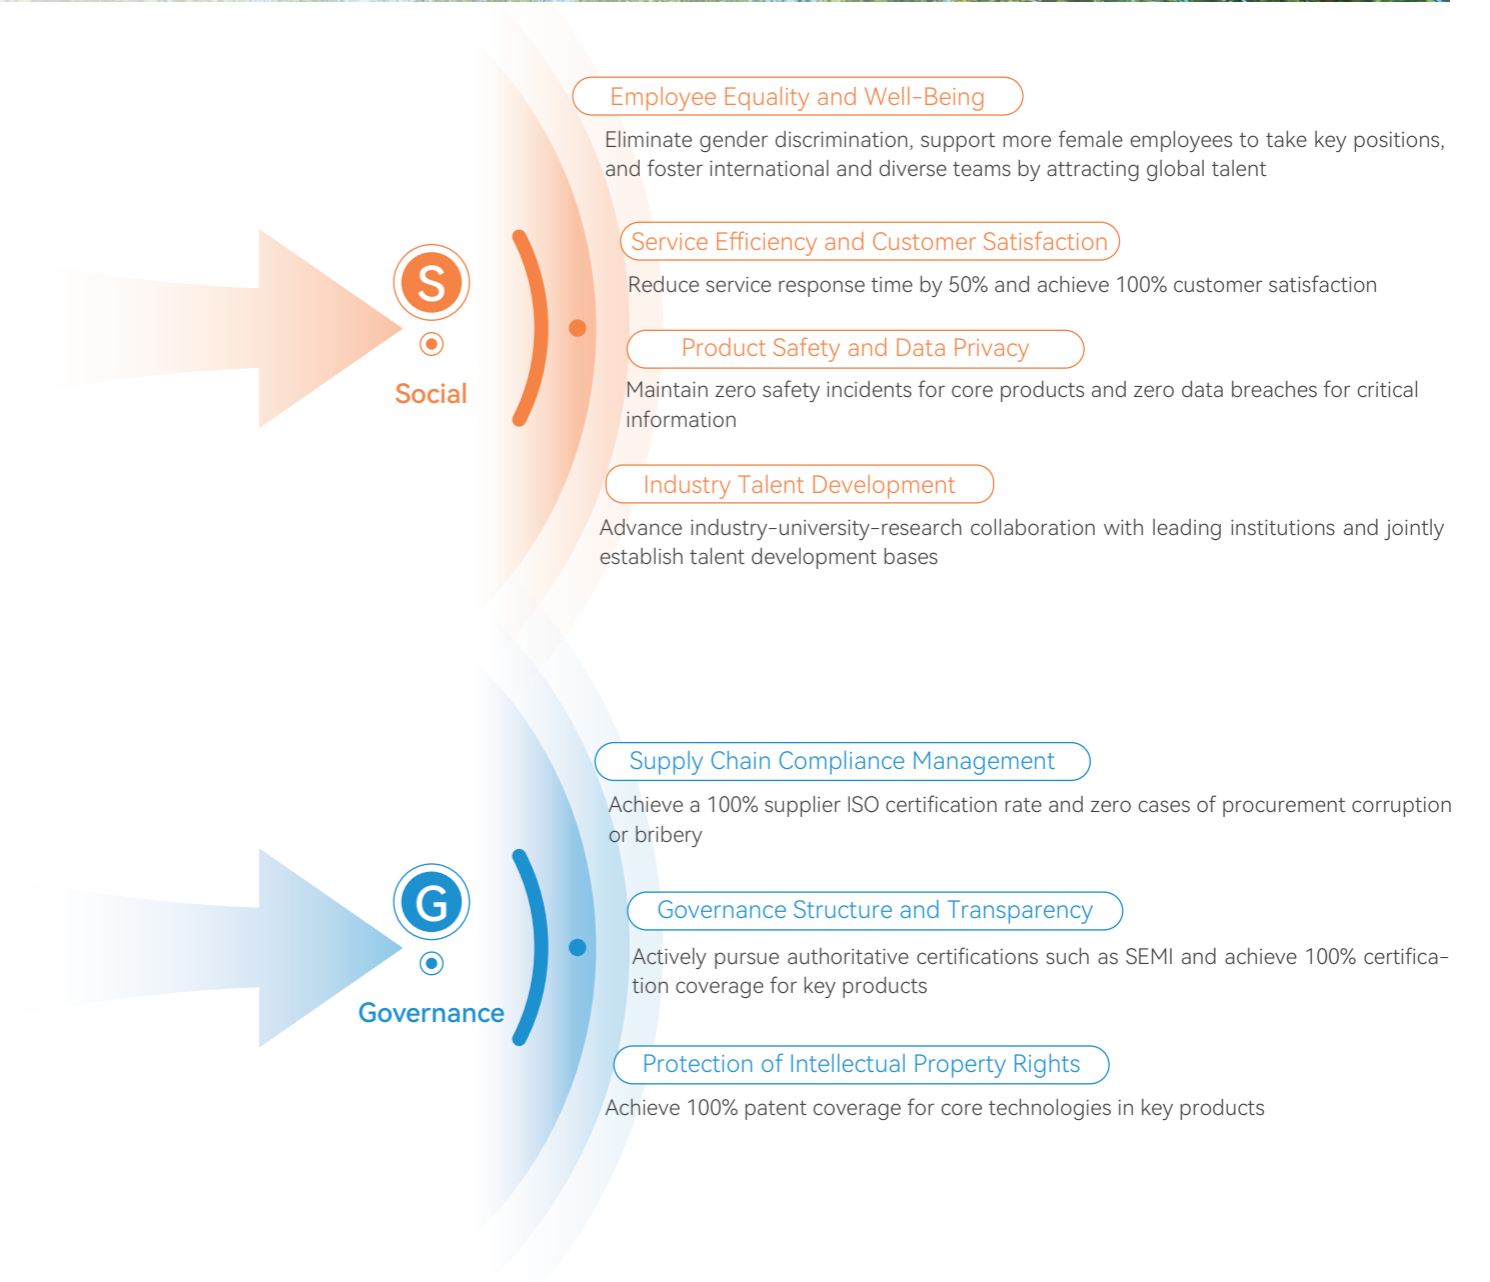 Employee Equality and Well-Being
Eliminate gender discrimination, support more female employees to take key positions,
and foster international and diverse teams by attracting global talent
S
Social
Service Efficiency and Customer Satisfaction
Reduce service response time by 50% and achieve 100% customer satisfaction
Product Safety and Data Privacy
Maintain zero safety incidents for core products and zero data breaches for critical
information
Industry Talent Development
Advance industry-university-research collaboration with leading institutions and jointly
establish talent development bases
Supply Chain Compliance Management
Achieve a 100% supplier ISO certification rate and zero cases of procurement corruption
or bribery
G
Governance
Governance Structure and Transparency
Actively pursue authoritative certifications such as SEMI and achieve 100% certifica-
tion coverage for key products
Protection of Intellectual Property Rights
Achieve 100% patent coverage for core technologies in key products